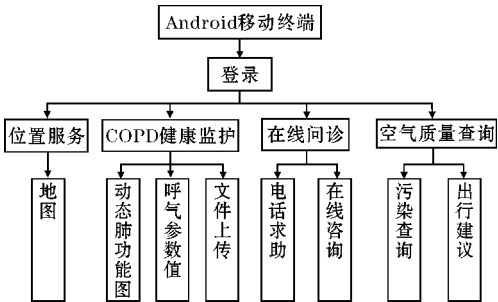 Android移动终端
登录
位置服务
COPD健康监护
在线问诊
空气质量查询
地图
动态肺功能图
呼气参数值
文件上传
电话求助
在线咨询
污染查询
出行建议